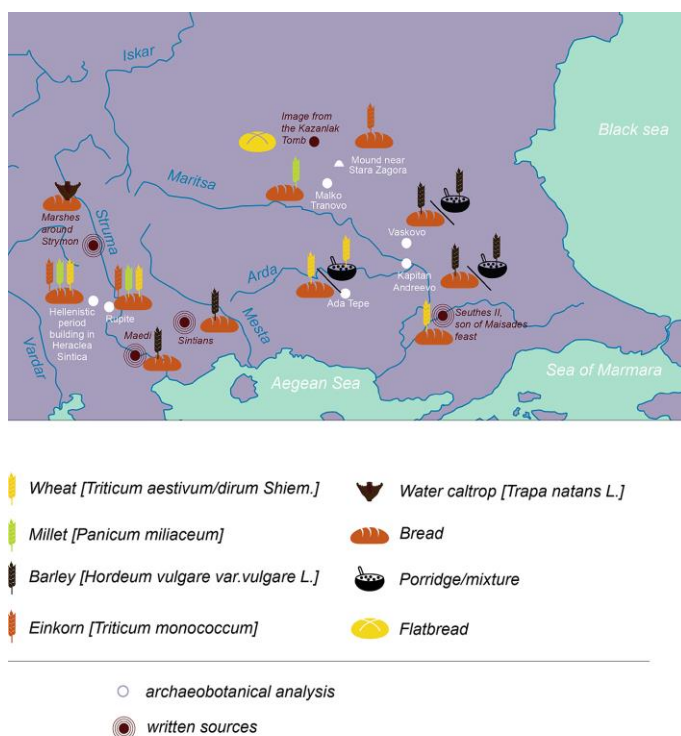 Iskar
Image from
the Kazanlak
Tomb
Black sea
Mound near
Stara Zagora
Maritsa
Malko
Tranovo
Marshes
around
Strymon
Struma
Vaskovo
Arda
Kapitan
Andreevo
Ada Tepe
Mesta
Hellenistic
period
building in
Heraclea
Sintica
Rupite
Maedi
Sintians
Seuthes II,
son of Maisades
feast
Vardar
Aegean Sea
Sea of Marmara
Wheat [Triticum aestivum/dirum Shiem.]
Water caltrop [Trapa natans L.]
Millet [Panicum miliaceum]
Bread
Barley [Hordeum vulgare var.vulgare L.]
Porridge/mixture
Einkorn [Triticum monococcum]
Flatbread
archaeobotanical analysis
written sources